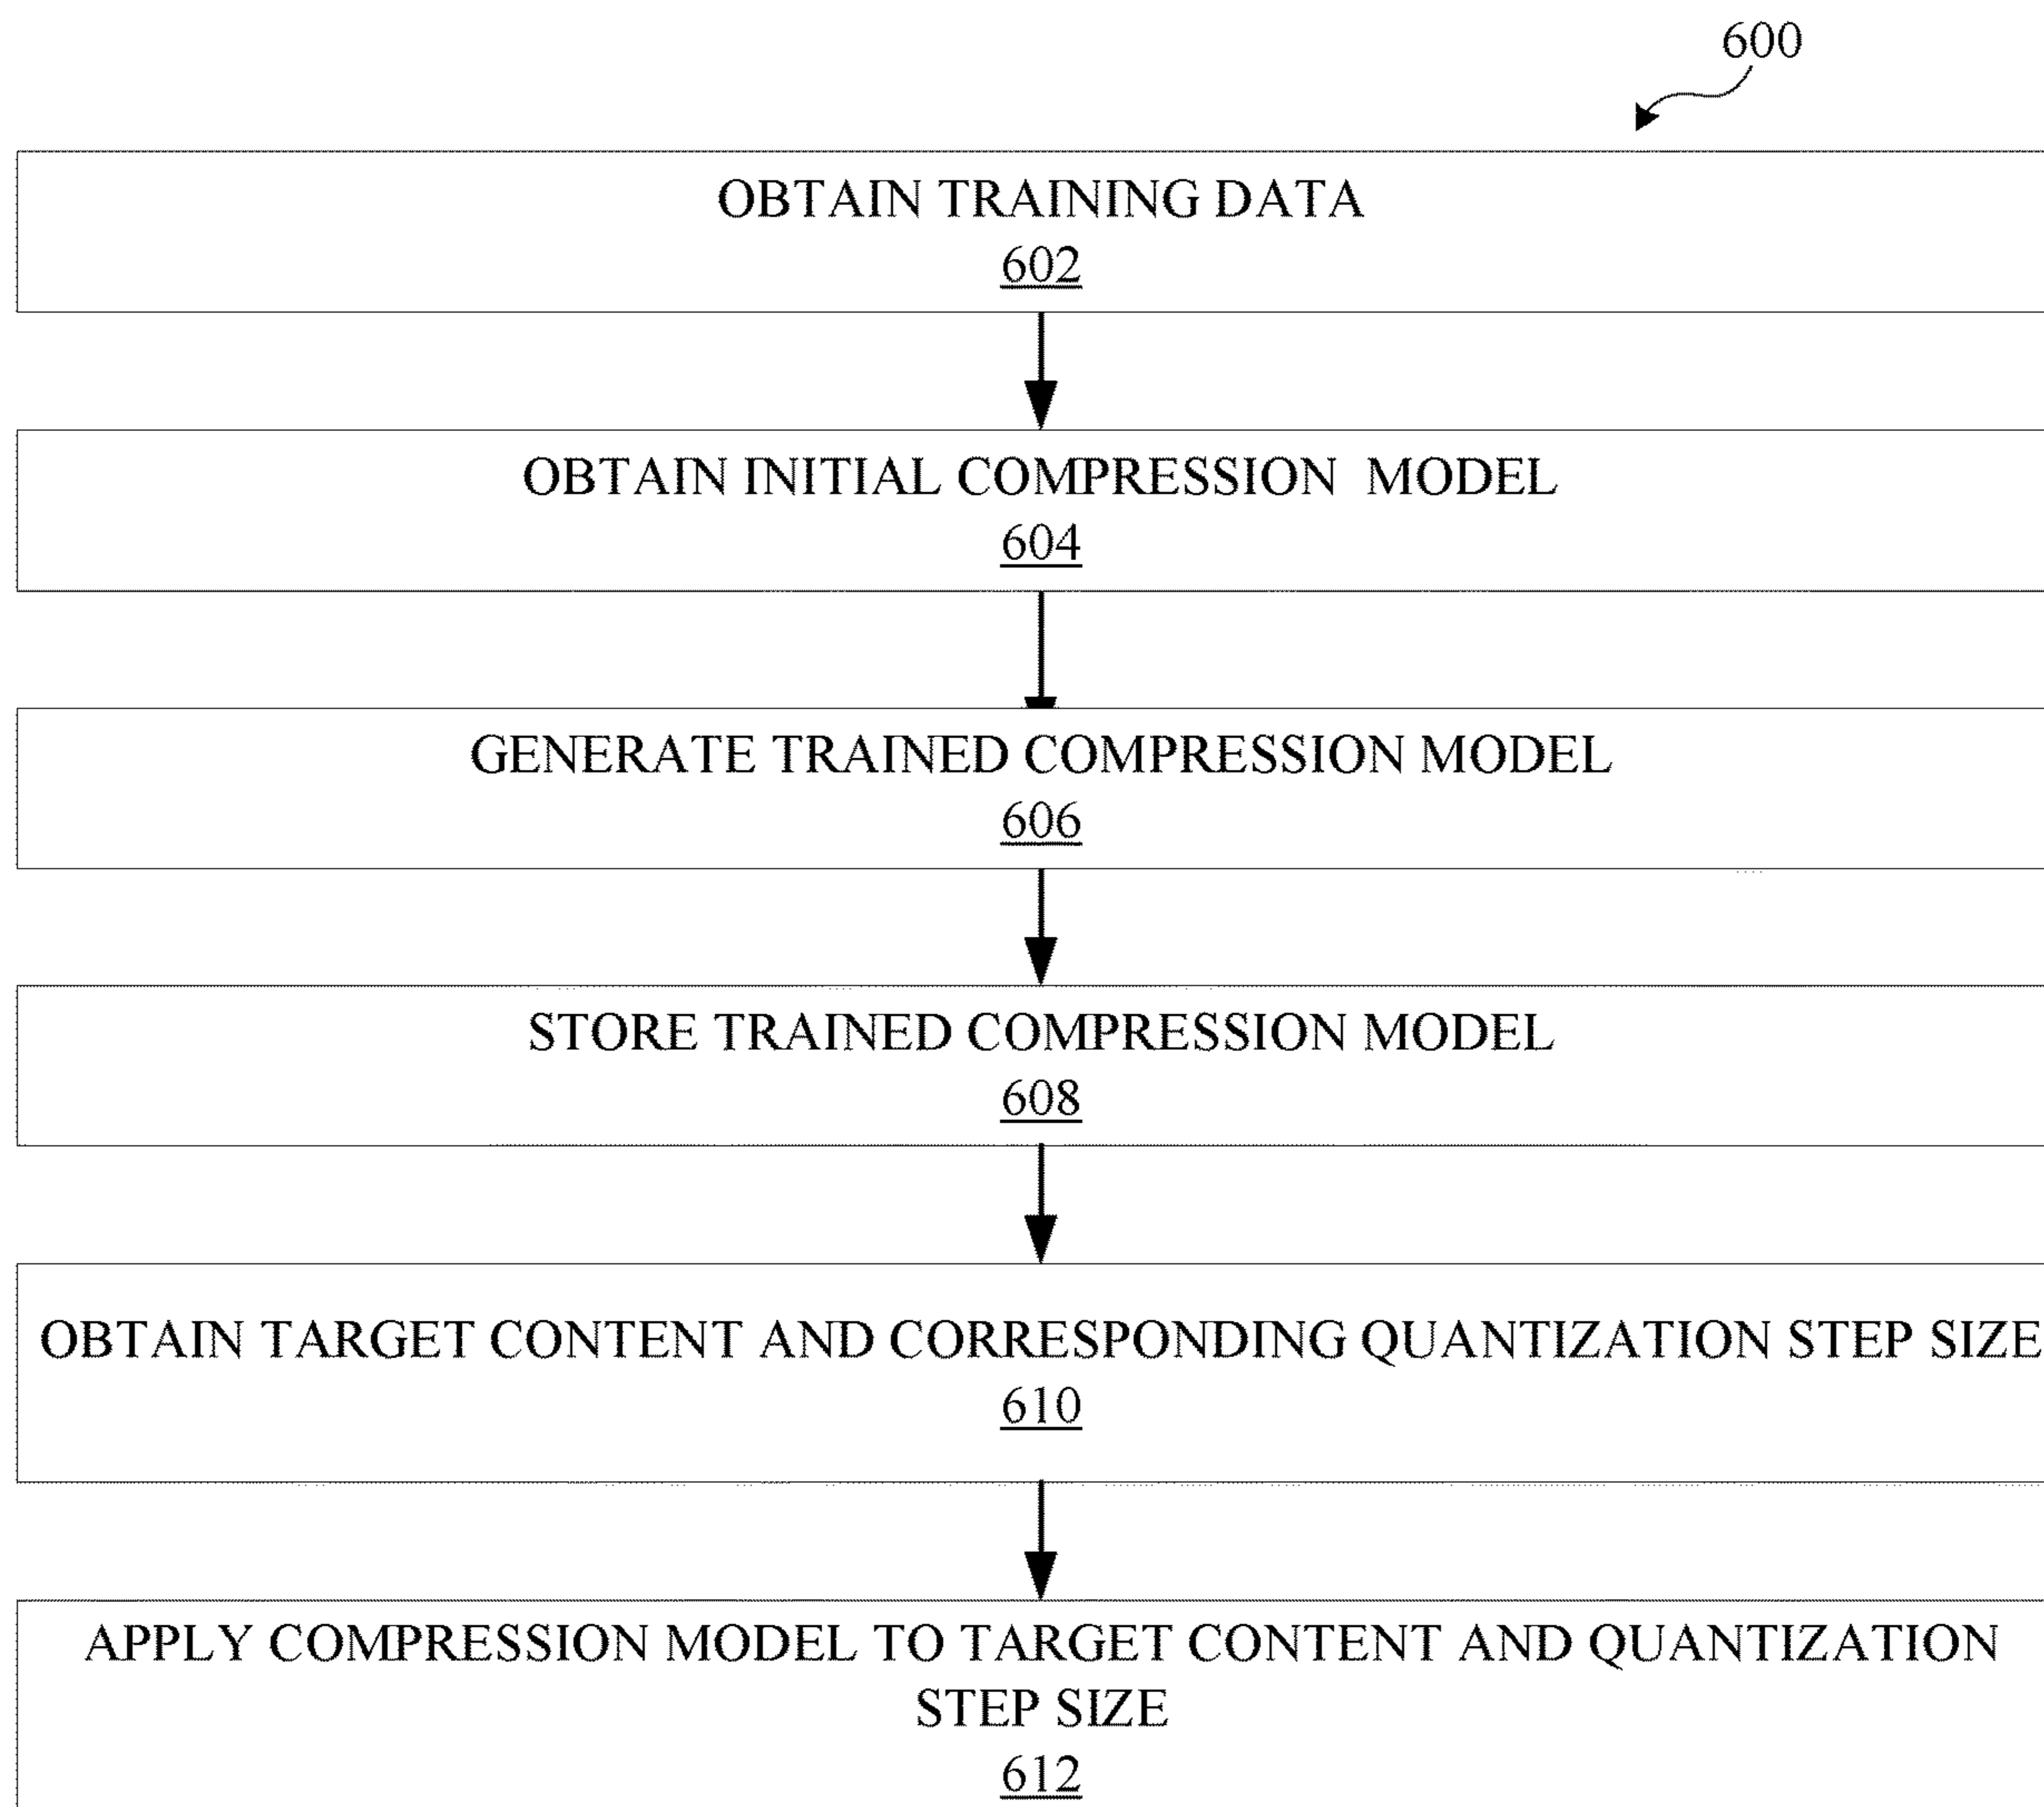 600
OBTAIN TRAINING DATA
602
OBTAIN INITIAL COMPRESSION MODEL
604
GENERATE TRAINED COMPRESSION MODEL
606
STORE TRAINED COMPRESSION MODEL
608
OBTAIN TARGET CONTENT AND CORRESPONDING QUANTIZATION STEP SIZE
610
APPLY COMPRESSION MODEL TO TARGET CONTENT AND QUANTIZATION
STEP SIZE
612